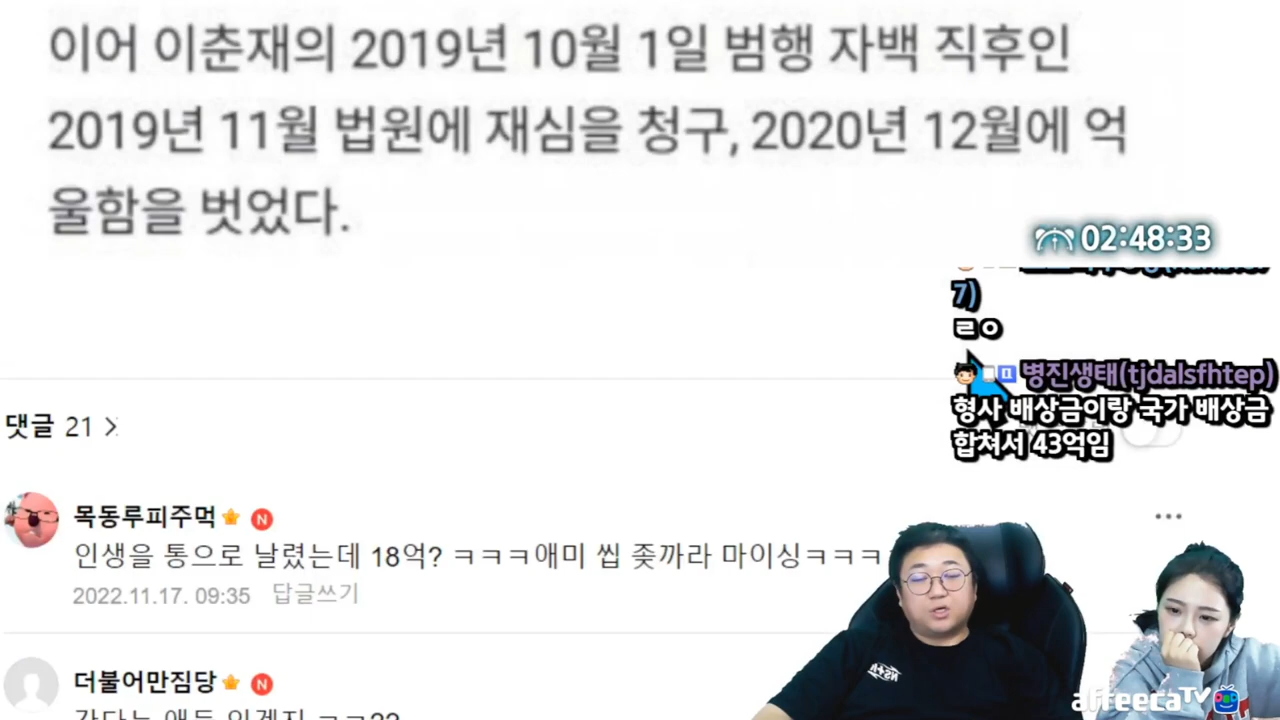 이어 이춘재의 2019년 10월 1일 범행 자백 직후인
2019년 11월 법원에 재심을 청구, 2020년 12월에 억
울함을 벗었다.
02:48:33
7)
ㄹㅇ
병진생태(tjdalsfhtep)
형사 배상금이랑 국가 배상금
합쳐서 43억임
댓글 21 >
목동루피주먹 N
인생을 통으로 날렸는데 18억? ㅋㅋㅋ애미 씹 좆까라 마이싱ㅋㅋㅋ
2022.11.17. 09:35 답글쓰기
더불어만짐당 N
afreecaTV